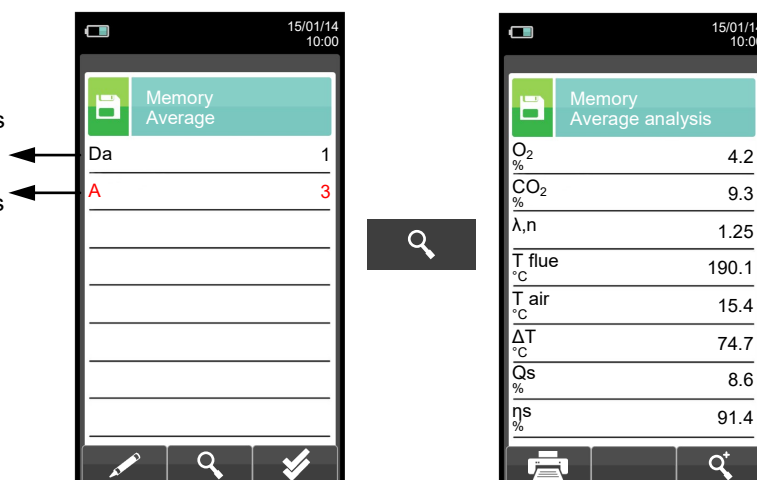 15/01/14
10:00
Memory
Average
s
Da 1
s
A 3
15/01/14
10:00
Memory
Average analysis
O₂
% 4.2
CO₂
% 9.3
λ,n 1.25
T flue
°C 190.1
T air
°C 15.4
ΔT
°C 74.7
Qs
% 8.6
ηs
% 91.4